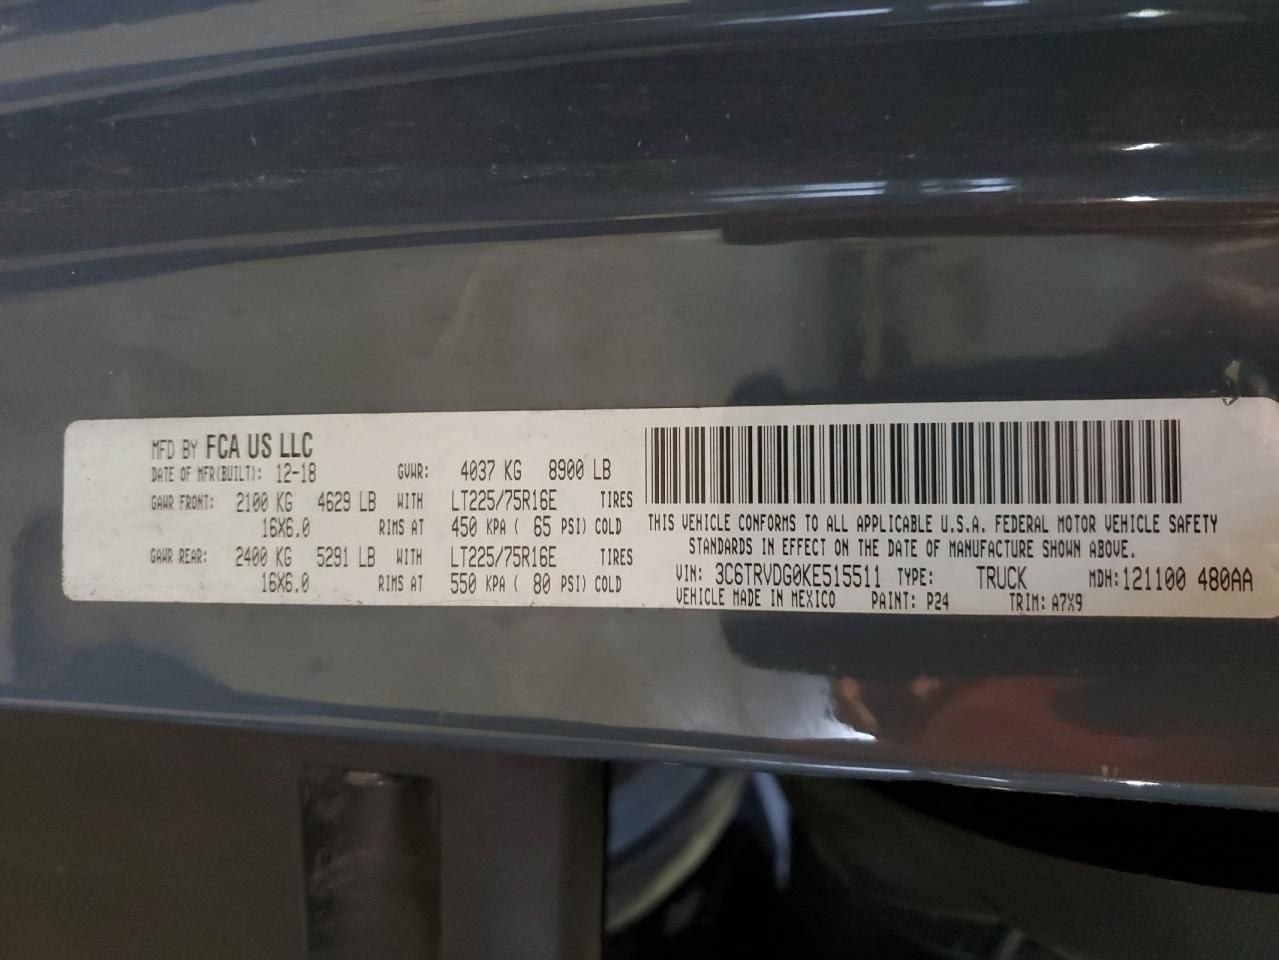 MFD BY FCA US LLC
DATE OF MFR(BUILT): 12-18 GVWR: 4037 KG 8900 LB
GAWR FRONT: 2100 KG 4629 LB WITH LT225/75R16E TIRES
16X6.0 RIMS AT 450 KPA ( 65 PSI) COLD
GAWR REAR: 2400 KG 5291 LB WITH LT225/75R16E TIRES
16X6.0 RIMS AT 550 KPA ( 80 PSI) COLD
THIS VEHICLE CONFORMS TO ALL APPLICABLE U.S.A. FEDERAL MOTOR VEHICLE SAFETY
STANDARDS IN EFFECT ON THE DATE OF MANUFACTURE SHOWN ABOVE.
VIN: 3C6TRVDG0KE515511 TYPE: TRUCK MDH: 121100 480AA
VEHICLE MADE IN MEXICO PAINT: P24 TRIM: A7X9